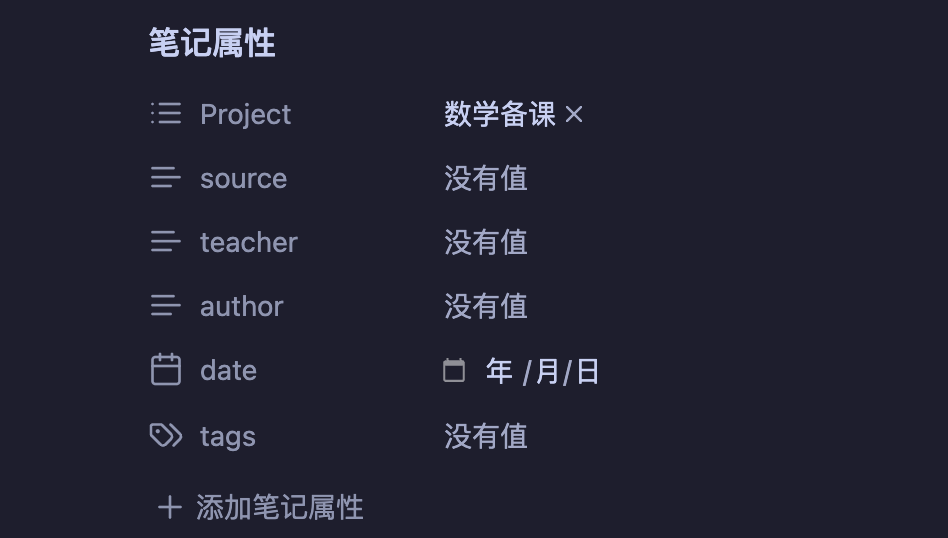 笔记属性
Project 数学备课 ×
source 没有值
teacher 没有值
author 没有值
date 年 /月/日
tags 没有值
+ 添加笔记属性